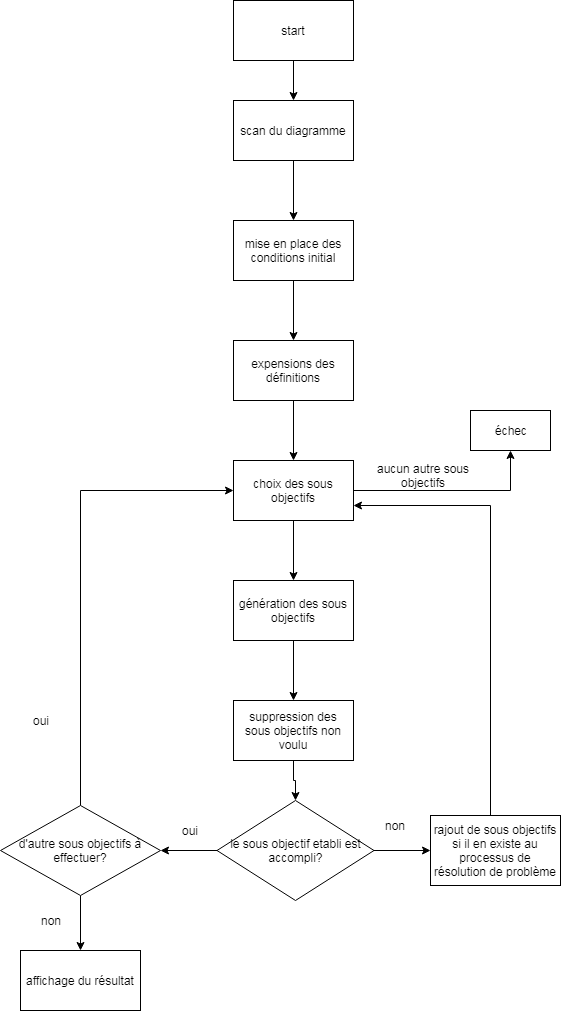 start
scan du diagramme
mise en place des
conditions initial
expensions des
définitions
échec
aucun autre sous
objectifs
choix des sous
objectifs
génération des sous
objectifs
suppression des
sous objectifs non
voulu
oui
d'autre sous objectifs à
effectuer?
oui
le sous objectif etabli est
accompli?
non
rajout de sous objectifs
si il en existe au
processus de
résolution de problème
non
affichage du résultat